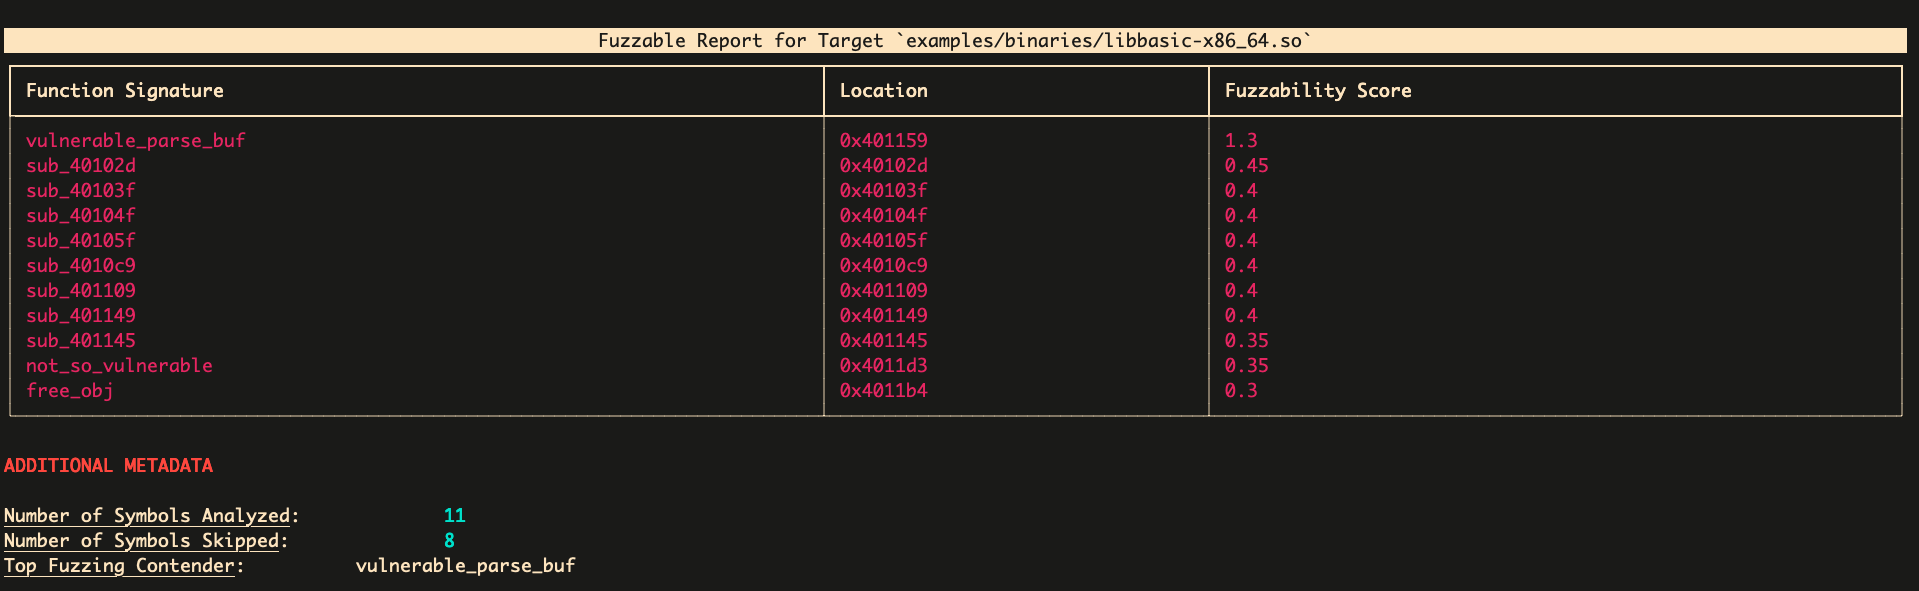 Fuzzable Report for Target `examples/binaries/libbasic-x86_64.so`
Function Signature Location Fuzzability Score
vulnerable_parse_buf 0x401159 1.3
sub_40102d 0x40102d 0.45
sub_40103f 0x40103f 0.4
sub_40104f 0x40104f 0.4
sub_40105f 0x40105f 0.4
sub_4010c9 0x4010c9 0.4
sub_401109 0x401109 0.4
sub_401149 0x401149 0.4
sub_401145 0x401145 0.35
not_so_vulnerable 0x4011d3 0.35
free_obj 0x4011b4 0.3
ADDITIONAL METADATA
Number of Symbols Analyzed: 11
Number of Symbols Skipped: 8
Top Fuzzing Contender: vulnerable_parse_buf